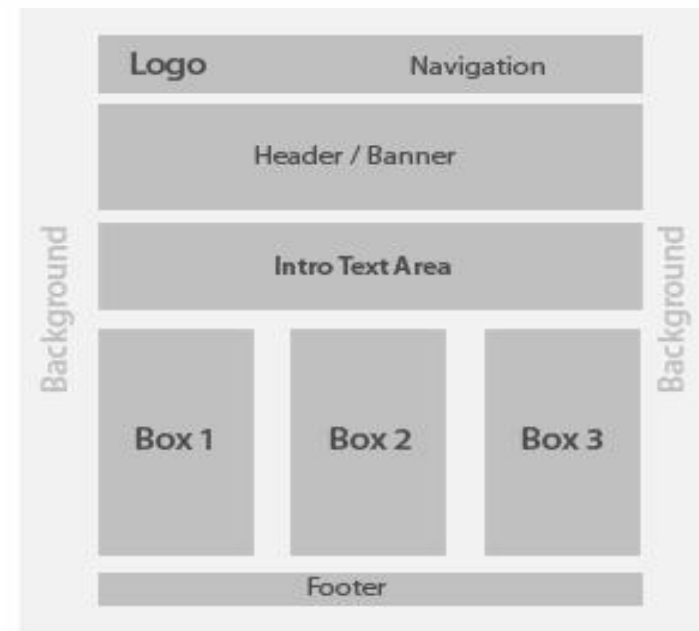 Logo
Navigation
Header / Banner
Intro Text Area
Background
Background
Box 1
Box 2
Box 3
Footer